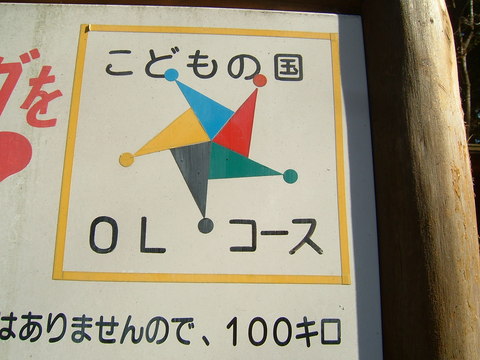 グを
こどもの国
OL コース
はありませんので、100キロ